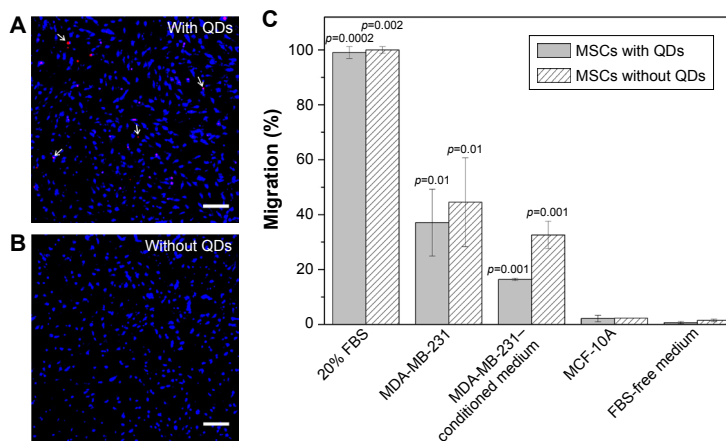 A
With QDs
B
Without QDs
C
Migration (%)
100
80
60
40
20
0
p=0.0002
p=0.002
p=0.01
p=0.01
p=0.001
p=0.001
MSCs with QDs
MSCs without QDs
20% FBS
MDA-MB-231
MDA-MB-231–
conditioned medium
MCF-10A
FBS-free medium